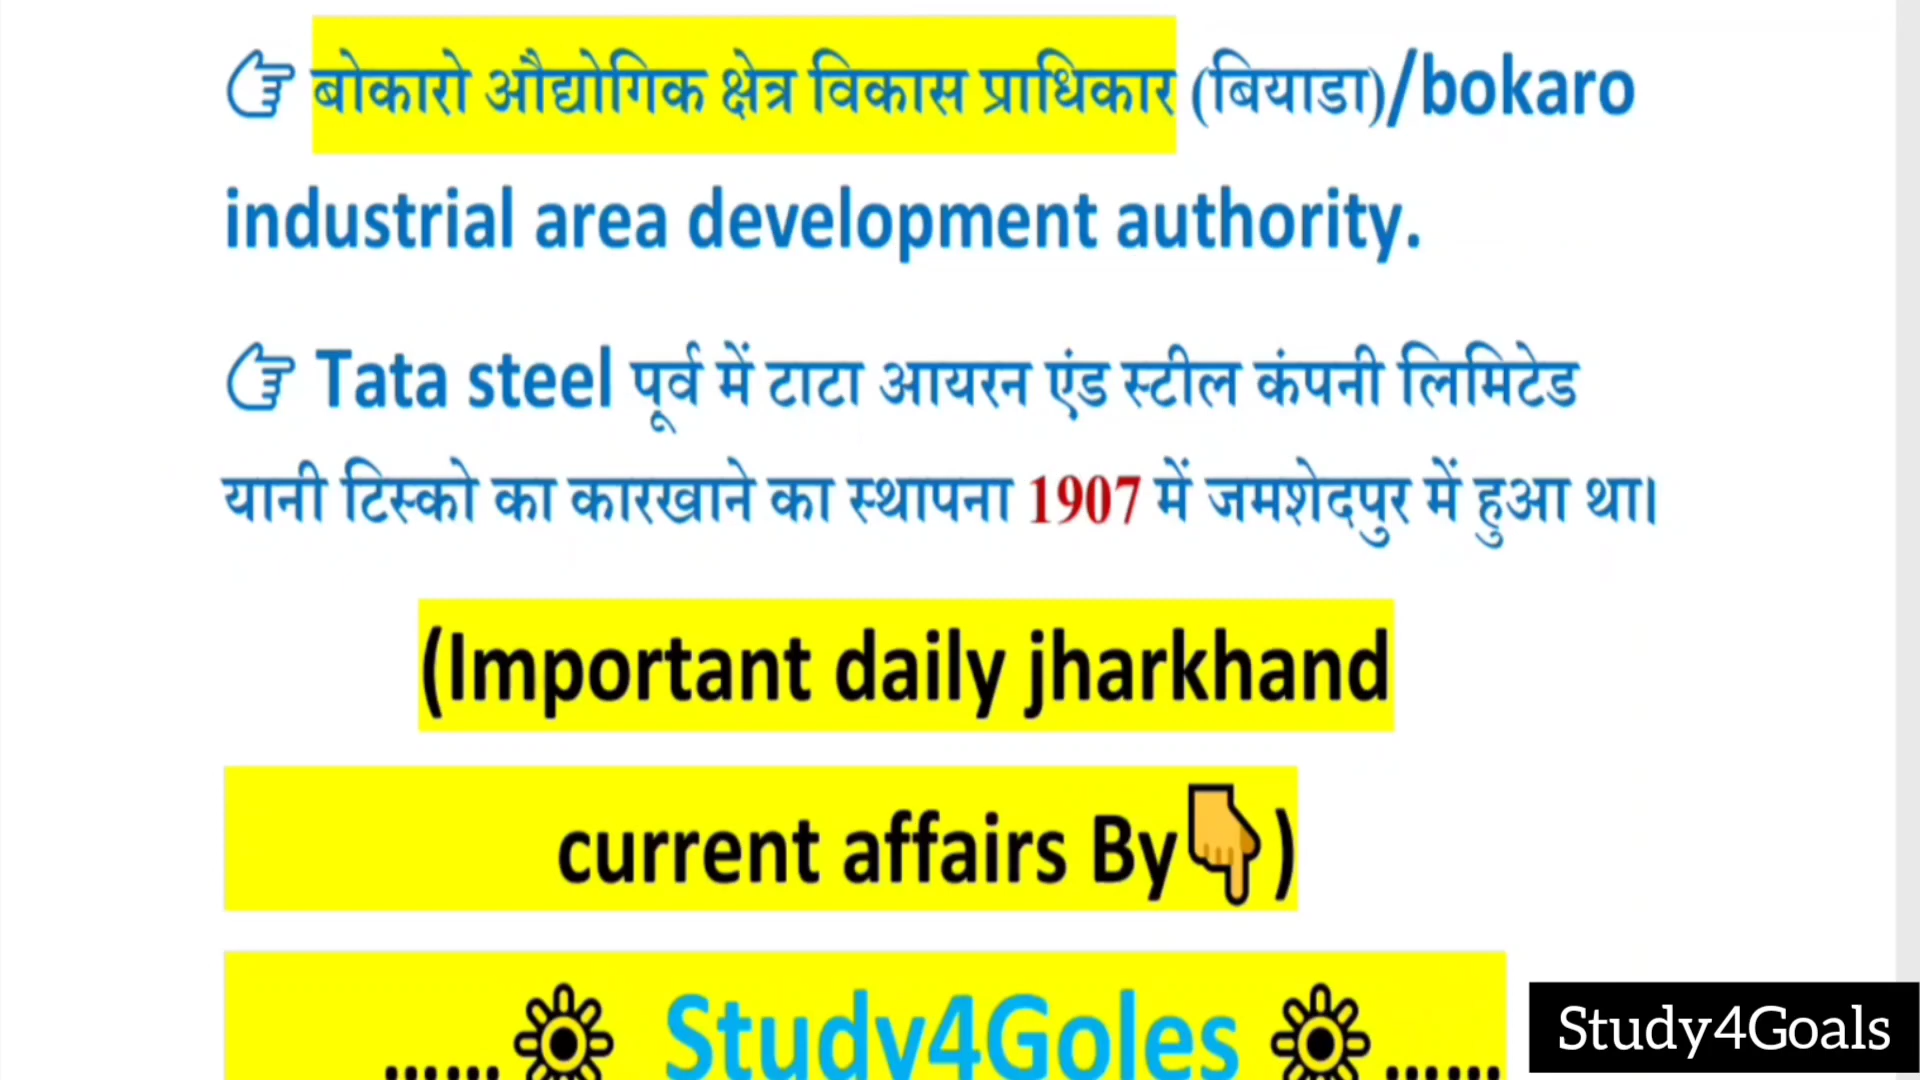 👉 बोकारो औद्योगिक क्षेत्र विकास प्राधिकार (बियाडा)/bokaro
industrial area development authority.
👉 Tata steel पूर्व में टाटा आयरन एंड स्टील कंपनी लिमिटेड
यानी टिस्को का कारखाने का स्थापना 1907 में जमशेदपुर में हुआ था।
(Important daily jharkhand
current affairs By👇)
......🔅 Study4Goles 🔅......
Study4Goals